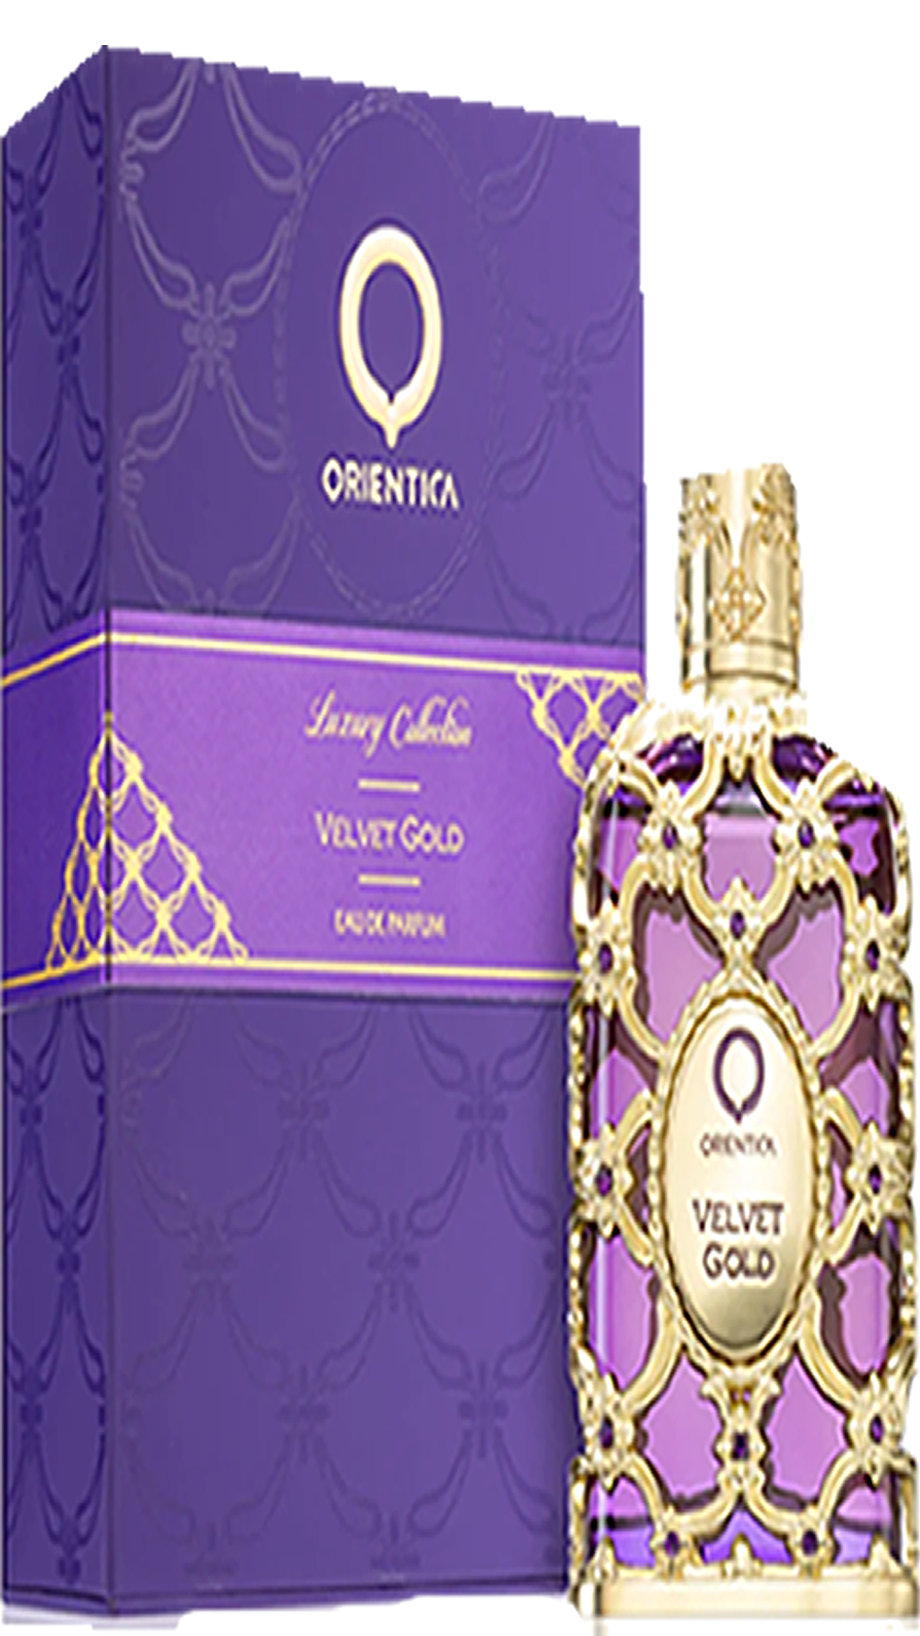 ORIENTICA
Luxury Collection
VELVET GOLD
EAU DE PARFUM
ORIENTICA
VELVET
GOLD